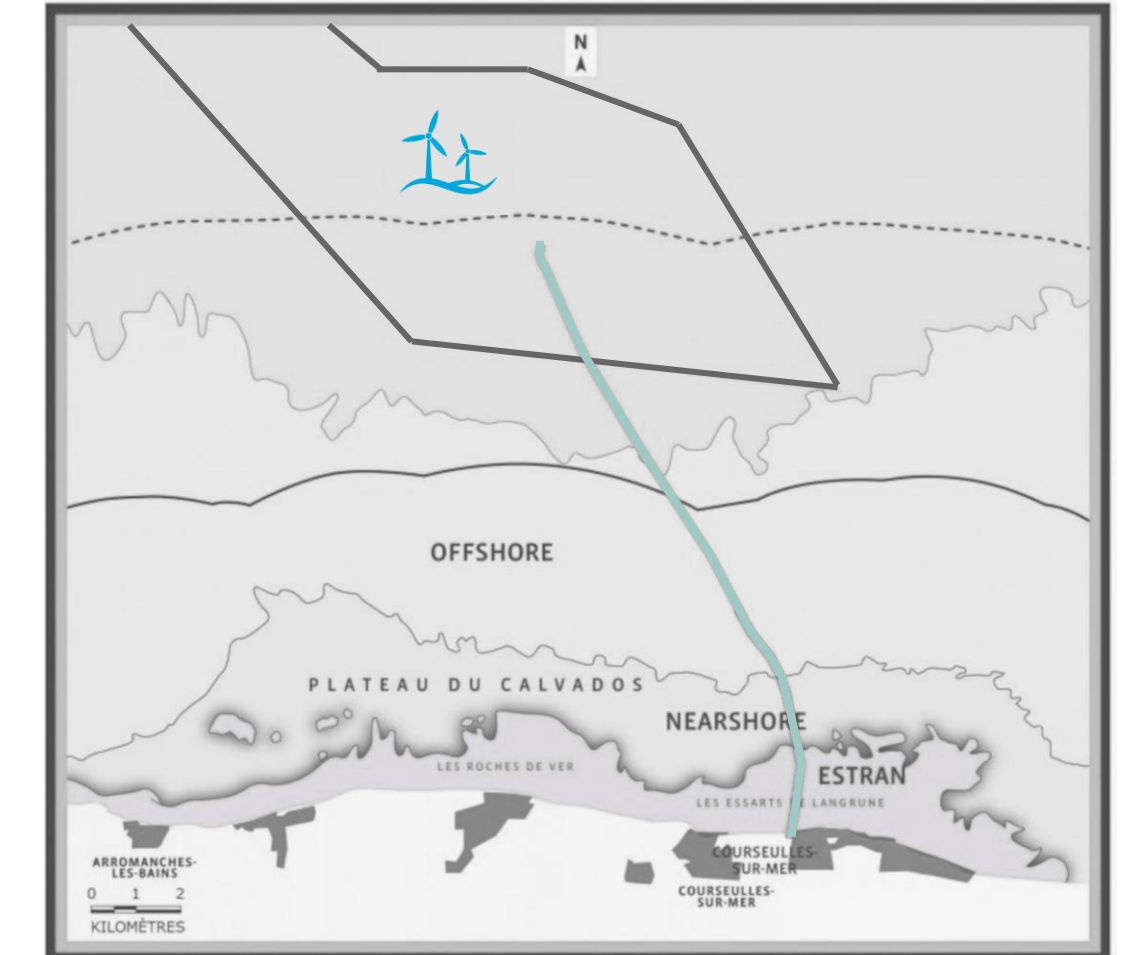 N
OFFSHORE
PLATEAU DU CALVADOS
NEARSHORE
LES ROCHES DE VER
ESTRAN
LES ESSARTS DE LANGRUNE
COURSEULLES-
SUR-MER
ARROMANCHES-
LES-BAINS
COURSEULLES-
SUR-MER
0 1 2
KILOMÈTRES